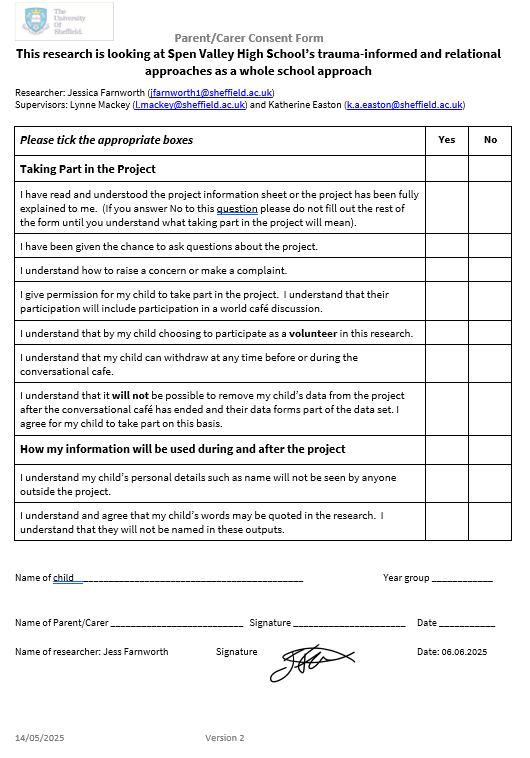 The
University
Of
Sheffield.
Parent/Carer Consent Form
This research is looking at Spen Valley High School's trauma-informed and relational
approaches as a whole school approach
Researcher: Jessica Farnworth (jfarnworth1@sheffield.ac.uk)
Supervisors: Lynne Mackey (l.mackey@sheffield.ac.uk) and Katherine Easton (k.a.easton@sheffield.ac.uk)
Please tick the appropriate boxes Yes No
Taking Part in the Project
I have read and understood the project information sheet or the project has been fully
explained to me. (If you answer No to this question please do not fill out the rest of
the form until you understand what taking part in the project will mean).
I have been given the chance to ask questions about the project.
I understand how to raise a concern or make a complaint.
I give permission for my child to take part in the project. I understand that their
participation will include participation in a world café discussion.
I understand that by my child choosing to participate as a volunteer in this research.
I understand that my child can withdraw at any time before or during the
conversational cafe.
I understand that it will not be possible to remove my child's data from the project
after the conversational café has ended and their data forms part of the data set. I
agree for my child to take part on this basis.
How my information will be used during and after the project
I understand my child's personal details such as name will not be seen by anyone
outside the project.
I understand and agree that my child's words may be quoted in the research. I
understand that they will not be named in these outputs.
Name of child Year group
Name of Parent/Carer Signature Date
Name of researcher: Jess Farnworth Signature Date: 06.06.2025
14/05/2025 Version 2